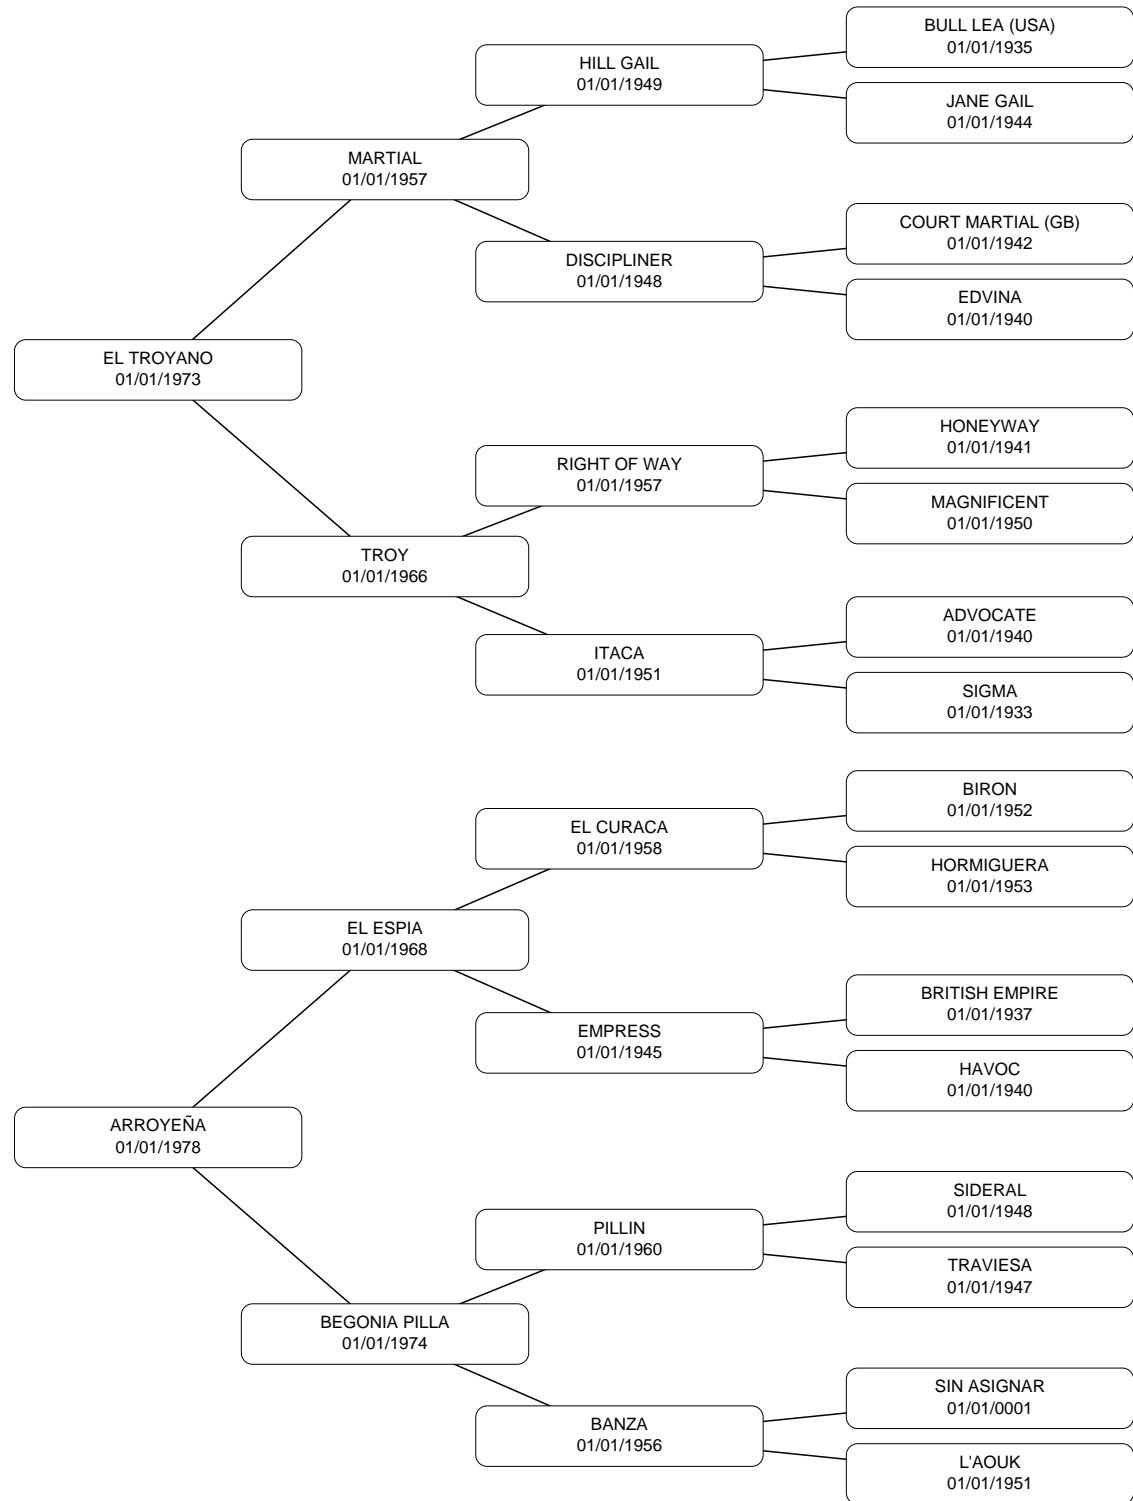 BULL LEA (USA)
01/01/1935
HILL GAIL
01/01/1949
JANE GAIL
01/01/1944
MARTIAL
01/01/1957
COURT MARTIAL (GB)
01/01/1942
DISCIPLINER
01/01/1948
EDVINA
01/01/1940
EL TROYANO
01/01/1973
HONEYWAY
01/01/1941
RIGHT OF WAY
01/01/1957
MAGNIFICENT
01/01/1950
TROY
01/01/1966
ADVOCATE
01/01/1940
ITACA
01/01/1951
SIGMA
01/01/1933
BIRON
01/01/1952
EL CURACA
01/01/1958
HORMIGUERA
01/01/1953
EL ESPIA
01/01/1968
BRITISH EMPIRE
01/01/1937
EMPRESS
01/01/1945
HAVOC
01/01/1940
ARROYEÑA
01/01/1978
SIDERAL
01/01/1948
PILLIN
01/01/1960
TRAVIESA
01/01/1947
BEGONIA PILLA
01/01/1974
SIN ASIGNAR
01/01/0001
BANZA
01/01/1956
L'AOUK
01/01/1951